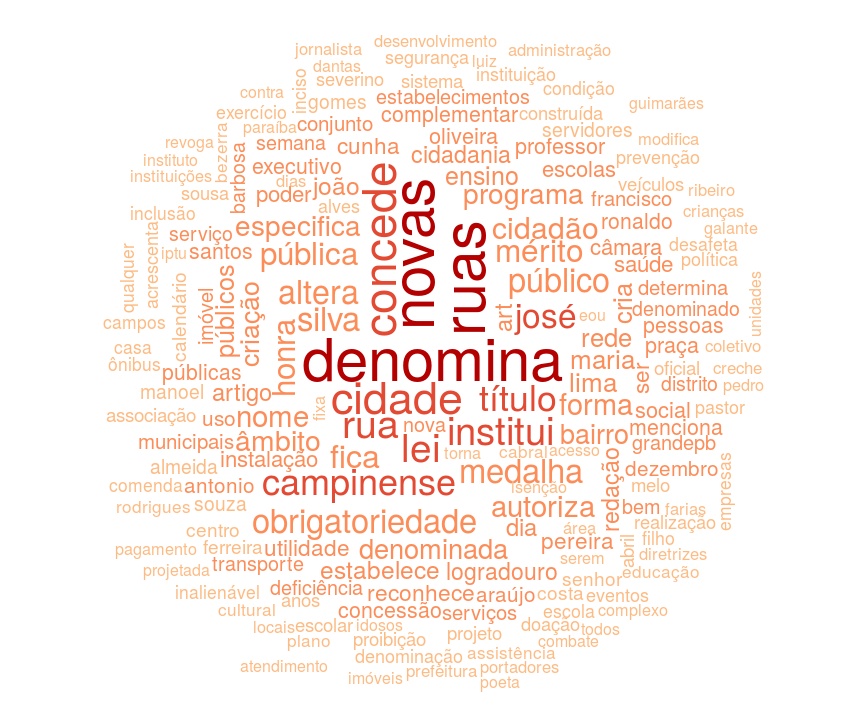 desenvolvimento
jornalista
administração
segurança
luiz
dantas
instituição
severino
sistema
condição
contra
inciso
gomes
estabelecimentos
guimarães
exercício
complementar
construída
paraíba
conjunto
servidores
revoga
bezerra
semana
cunha
oliveira
professor
modifica
instituto
barbosa
executivo
cidadania
prevenção
instituições
dias
joão
ensino
escolas
veículos
sousa
poder
concede
novas
programa
francisco
ribeiro
inclusão
alves
crianças
serviço
especifica
ruas
cidadão
ronaldo
galante
qualquer
acrescenta
iptu
santos
pública
mérito
câmara
desafeta
saúde
política
calendário
imóvel
públicos
altera
público
determina
unidades
campos
criação
silva
art
josé
eou
cria
denominado
pessoas
casa
honra
rede
praça
coletivo
ônibus
públicas
denomina
maria
oficial
creche
manoel
artigo
lima
ser
distrito
pedro
cidade
título
forma
social
pastor
associação
uso
nome
fixa
rua
nova
institui
bairro
menciona
municipais
âmbito
lei
grandepb
almeida
instalação
fica
torna
cabral
acesso
dezembro
comenda
antonio
campinense
medalha
isenção
redação
melo
empresas
rodrigues
souza
autoriza
bem
farias
centro
obrigatoriedade
dia
área
realização
pagamento
ferreira
utilidade
denominada
pereira
abril
filho
diretrizes
projetada
transporte
estabelece
logradouro
serem
senhor
educação
inalienável
deficiência
reconhece
araújo
costa
eventos
cultural
anos
concessão
serviços
escola
complexo
locais
escolar
idosos
projeto
doação
todos
plano
proibição
combate
atendimento
denominação
assistência
imóveis
prefeitura
portadores
poeta